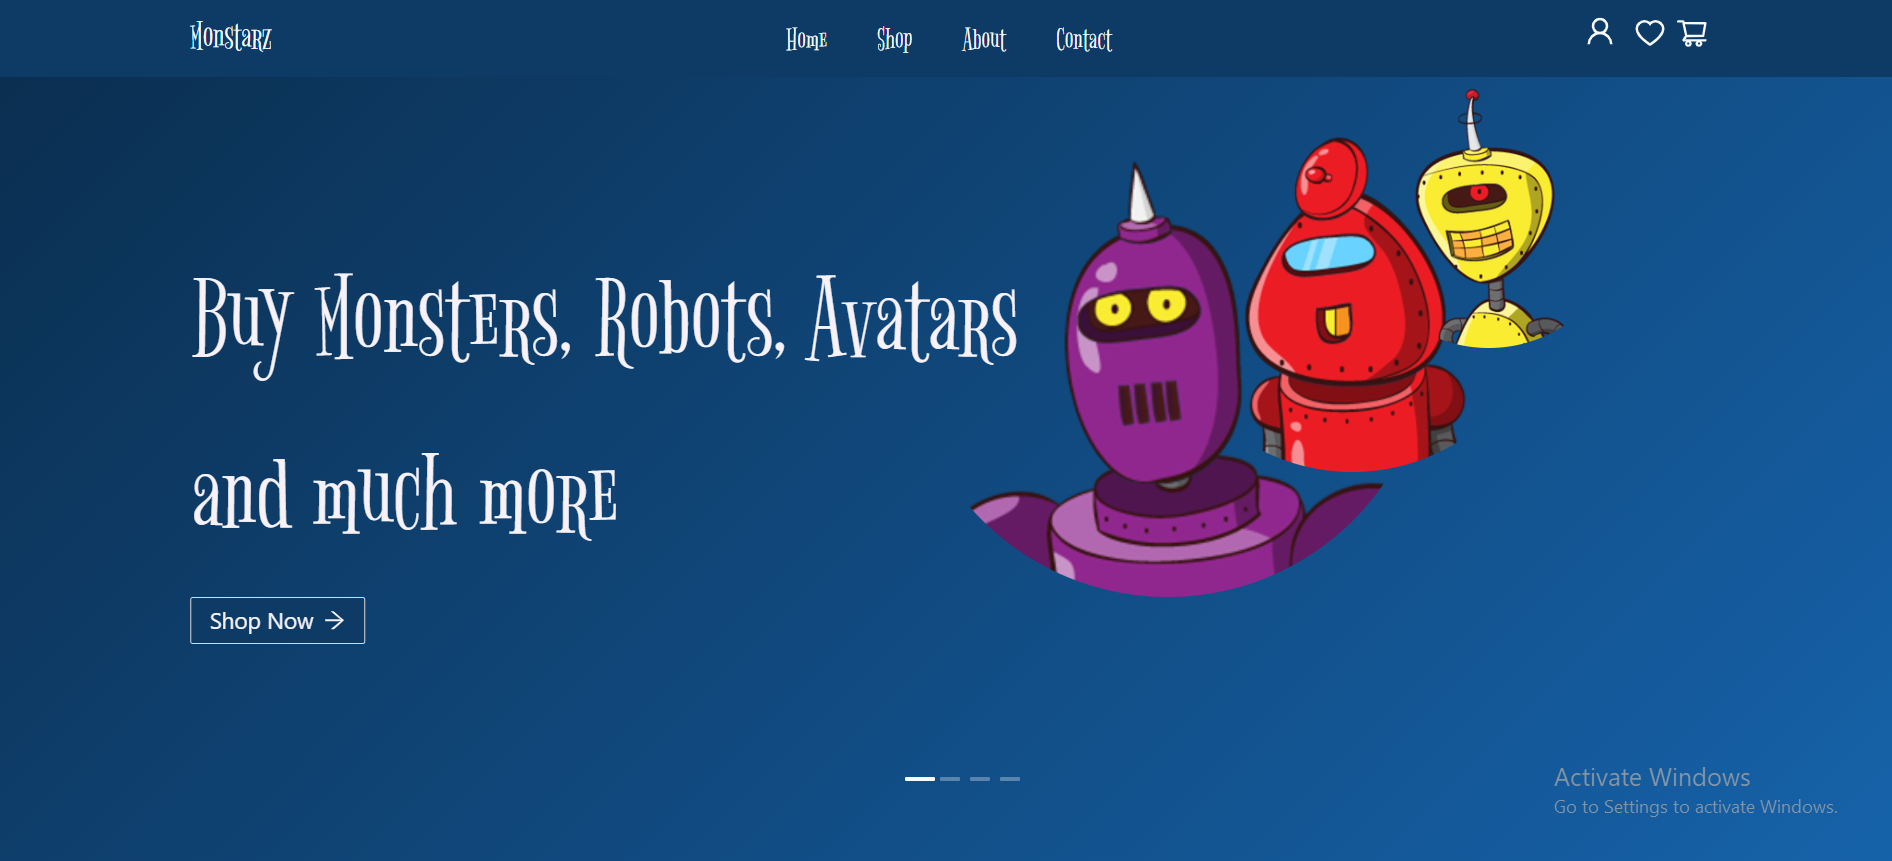 Monstarz
Home Shop About Contact
Buy Monsters, Robots, Avatars
and much more
Shop Now
Activate Windows
Go to Settings to activate Windows.